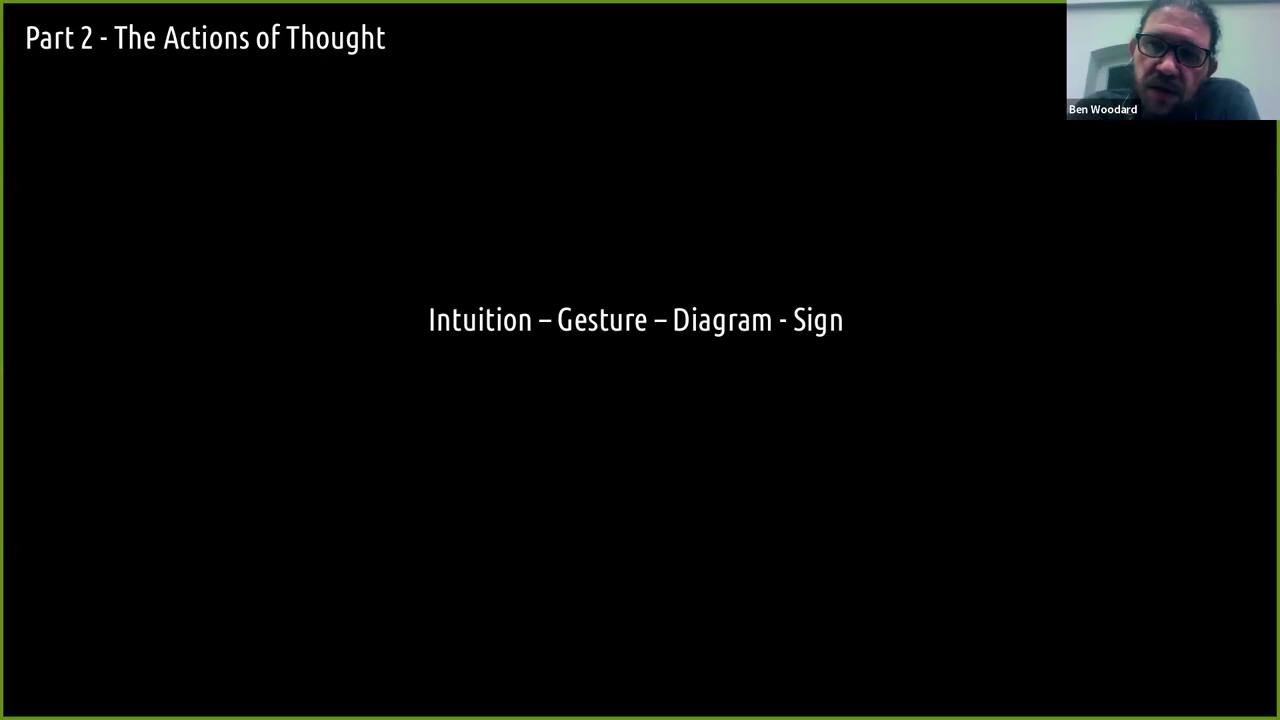 Part 2 - The Actions of Thought
Ben Woodard
Intuition – Gesture – Diagram - Sign